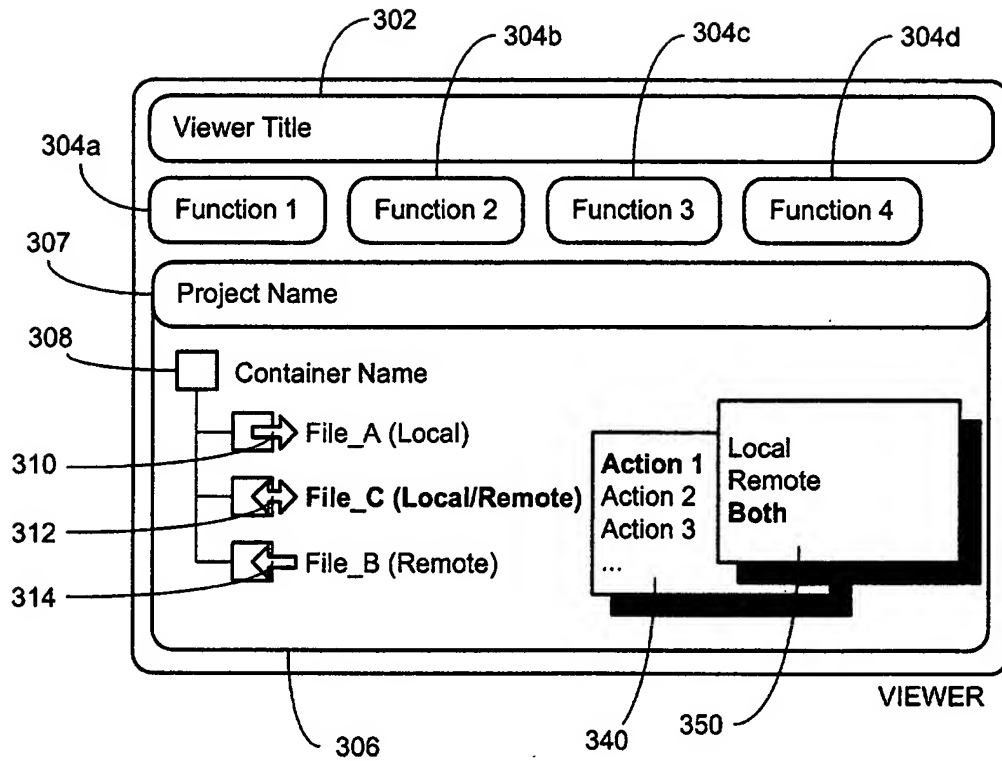 302
304b
304c
304d
Viewer Title
304a
Function 1
Function 2
Function 3
Function 4
307
Project Name
308
Container Name
File_A (Local)
310
File_C (Local/Remote)
312
File_B (Remote)
314
Action 1
Action 2
Action 3
...
Local
Remote
Both
VIEWER
306
340
350